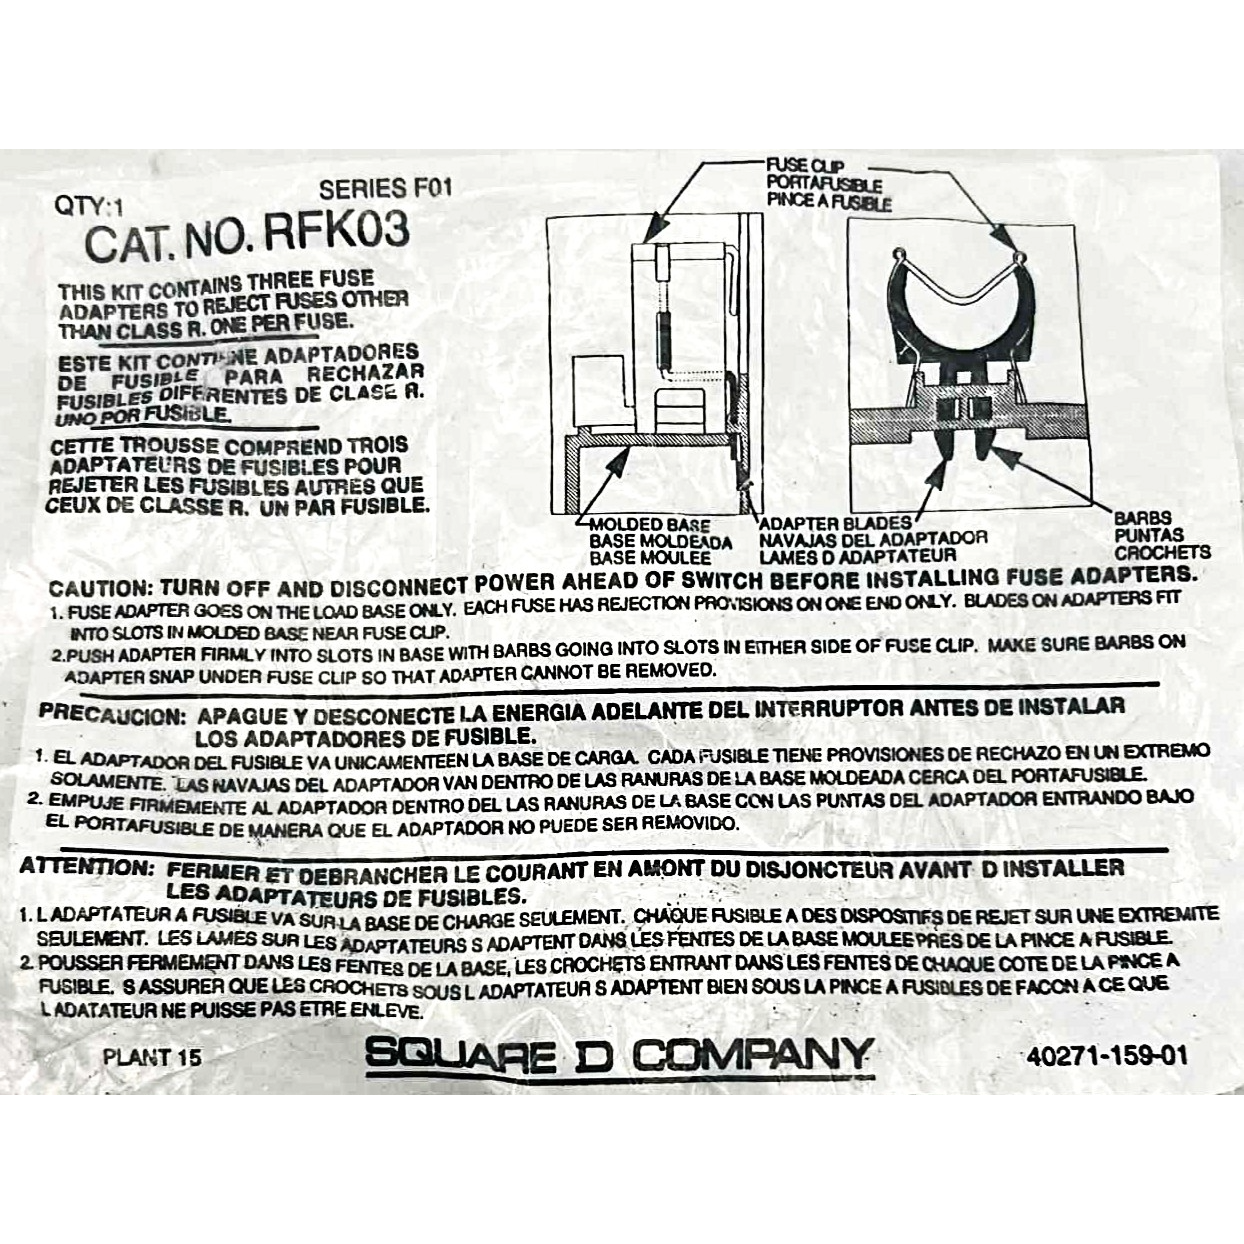 QTY:1
SERIES F01
CAT. NO. RFK03
THIS KIT CONTAINS THREE FUSE
ADAPTERS TO REJECT FUSES OTHER
THAN CLASS R. ONE PER FUSE.
ESTE KIT CONTIENE ADAPTADORES
DE FUSIBLE PARA RECHAZAR
FUSIBLES DIFERENTES DE CLASE R.
UNO POR FUSIBLE.
CETTE TROUSSE COMPREND TROIS
ADAPTATEURS DE FUSIBLES POUR
REJETER LES FUSIBLES AUTRES QUE
CEUX DE CLASSE R. UN PAR FUSIBLE.
FUSE CLIP
PORTAFUSIBLE
PINCE A FUSIBLE
MOLDED BASE
BASE MOLDEADA
BASE MOULEE
ADAPTER BLADES
NAVAJAS DEL ADAPTADOR
LAMES D ADAPTATEUR
BARBS
PUNTAS
CROCHETS
CAUTION: TURN OFF AND DISCONNECT POWER AHEAD OF SWITCH BEFORE INSTALLING FUSE ADAPTERS.
1. FUSE ADAPTER GOES ON THE LOAD BASE ONLY. EACH FUSE HAS REJECTION PROVISIONS ON ONE END ONLY. BLADES ON ADAPTERS FIT
INTO SLOTS IN MOLDED BASE NEAR FUSE CLIP.
2.PUSH ADAPTER FIRMLY INTO SLOTS IN BASE WITH BARBS GOING INTO SLOTS IN EITHER SIDE OF FUSE CLIP. MAKE SURE BARBS ON
ADAPTER SNAP UNDER FUSE CLIP SO THAT ADAPTER CANNOT BE REMOVED.
PRECAUCION: APAGUE Y DESCONECTE LA ENERGIA ADELANTE DEL INTERRUPTOR ANTES DE INSTALAR
LOS ADAPTADORES DE FUSIBLE.
1. EL ADAPTADOR DEL FUSIBLE VA UNICAMENTEEN LA BASE DE CARGA. CADA FUSIBLE TIENE PROVISIONES DE RECHAZO EN UN EXTREMO
SOLAMENTE. LAS NAVAJAS DEL ADAPTADOR VAN DENTRO DE LAS RANURAS DE LA BASE MOLDEADA CERCA DEL PORTAFUSIBLE.
2. EMPUJE FIRMEMENTE AL ADAPTADOR DENTRO DEL LAS RANURAS DE LA BASE CON LAS PUNTAS DEL ADAPTADOR ENTRANDO BAJO
EL PORTAFUSIBLE DE MANERA QUE EL ADAPTADOR NO PUEDE SER REMOVIDO.
ATTENTION: FERMER ET DEBRANCHER LE COURANT EN AMONT DU DISJONCTEUR AVANT D INSTALLER
LES ADAPTATEURS DE FUSIBLES.
1. L ADAPTATEUR A FUSIBLE VA SUR LA BASE DE CHARGE SEULEMENT. CHAQUE FUSIBLE A DES DISPOSITIFS DE REJET SUR UNE EXTREMITE
SEULEMENT. LES LAMES SUR LES ADAPTATEURS S ADAPTENT DANS LES FENTES DE LA BASE MOULEE PRES DE LA PINCE A FUSIBLE.
2. POUSSER FERMEMENT DANS LES FENTES DE LA BASE, LES CROCHETS ENTRANT DANS LES FENTES DE CHAQUE COTE DE LA PINCE A
FUSIBLE. S ASSURER QUE LES CROCHETS SOUS L ADAPTATEUR S ADAPTENT BIEN SOUS LA PINCE A FUSIBLES DE FACON A CE QUE
L ADATATEUR NE PUISSE PAS ETRE ENLEVE.
PLANT 15
SQUARE D COMPANY
40271-159-01